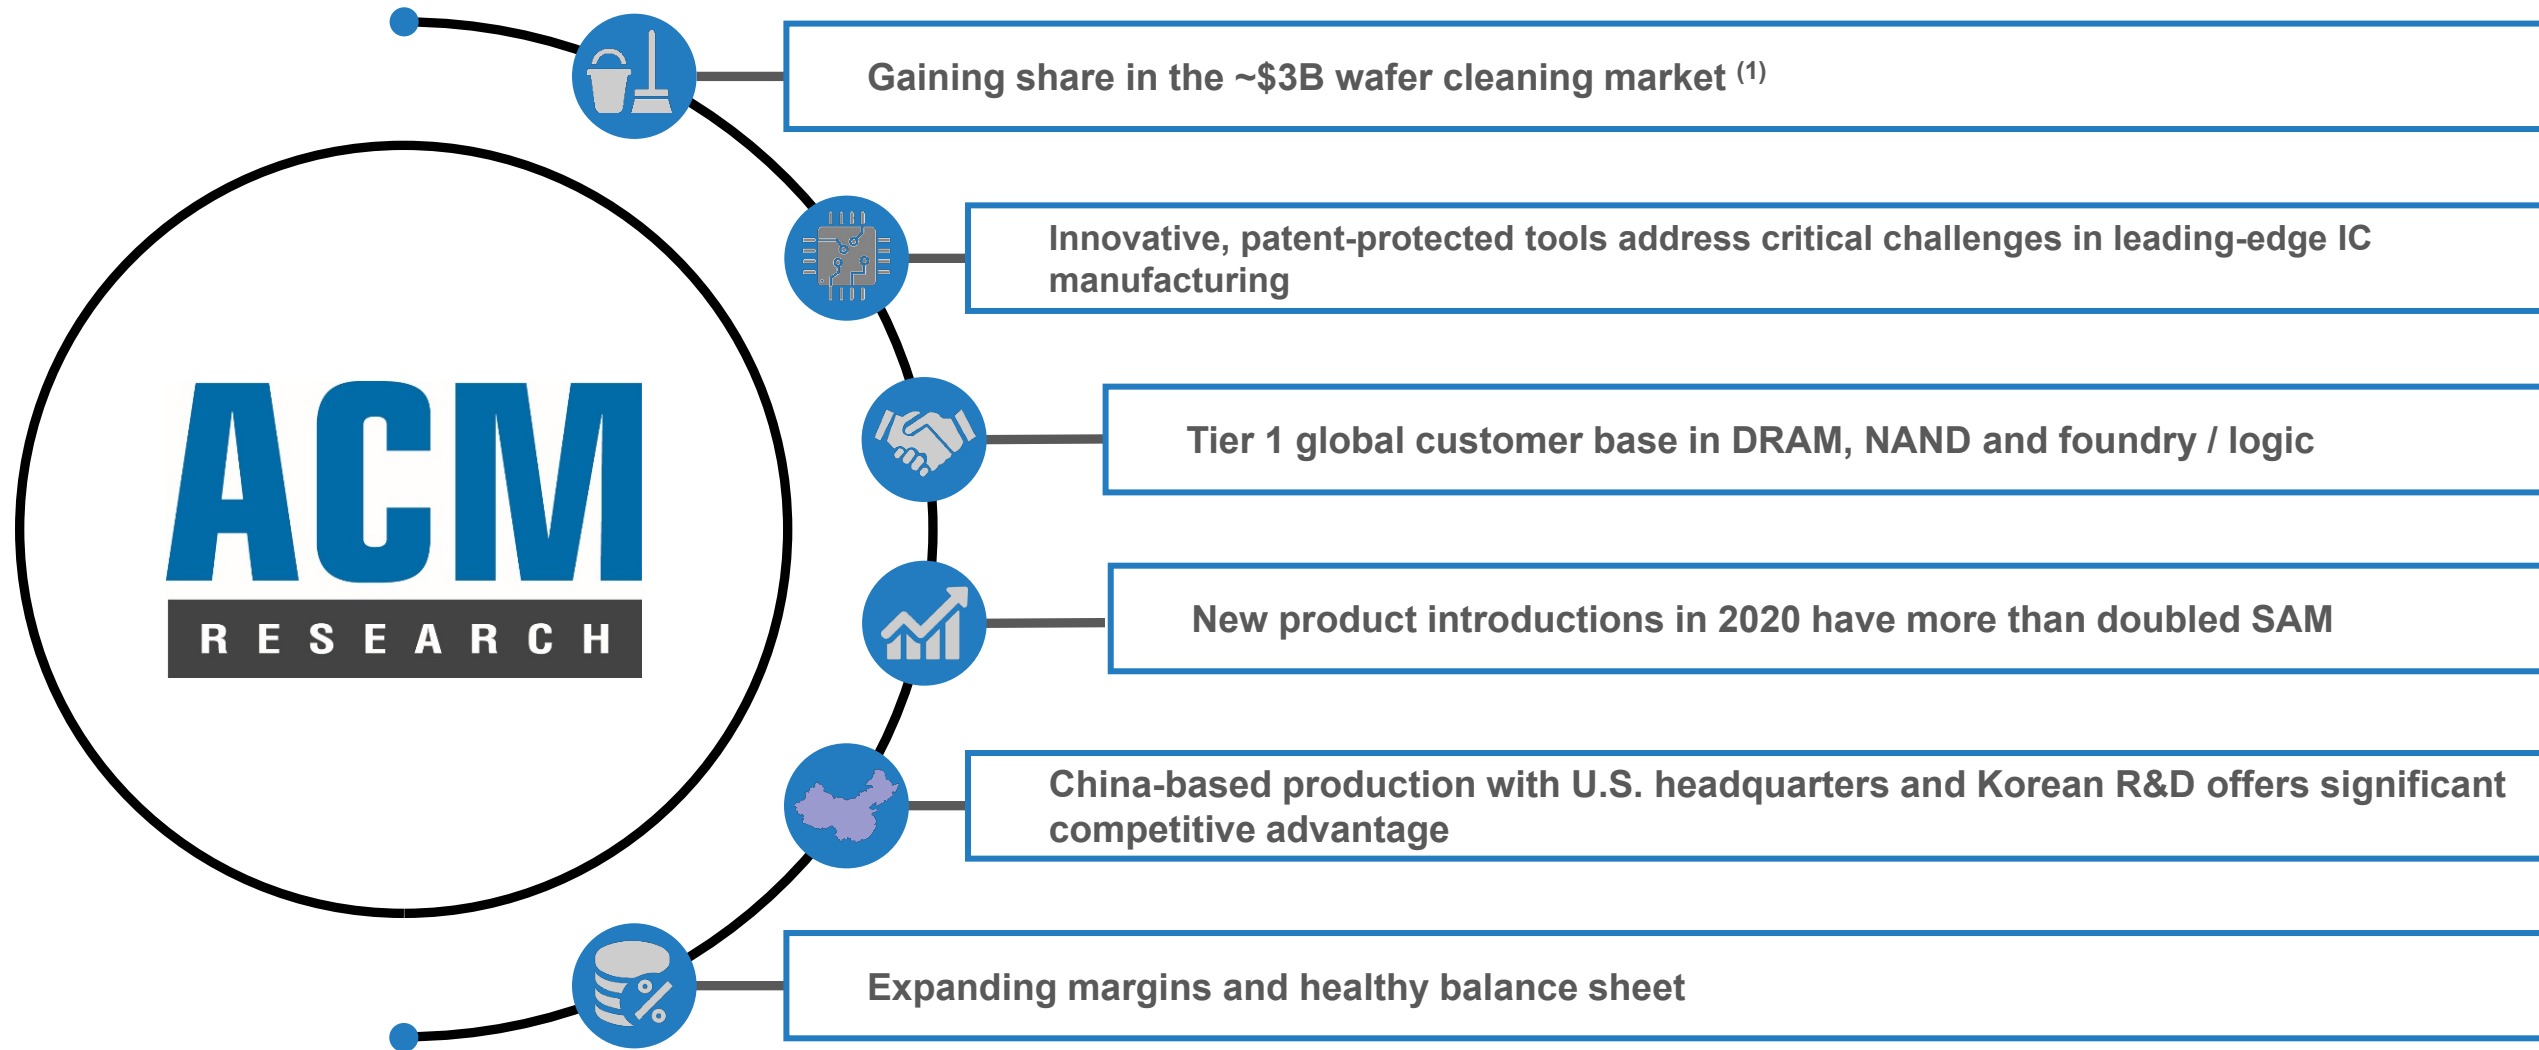 Gaining share in the ~$3B wafer cleaning market (1)
Innovative, patent-protected tools address critical challenges in leading-edge IC
manufacturing
ACM
RESEARCH
Tier 1 global customer base in DRAM, NAND and foundry / logic
New product introductions in 2020 have more than doubled SAM
China-based production with U.S. headquarters and Korean R&D offers significant
competitive advantage
Expanding margins and healthy balance sheet